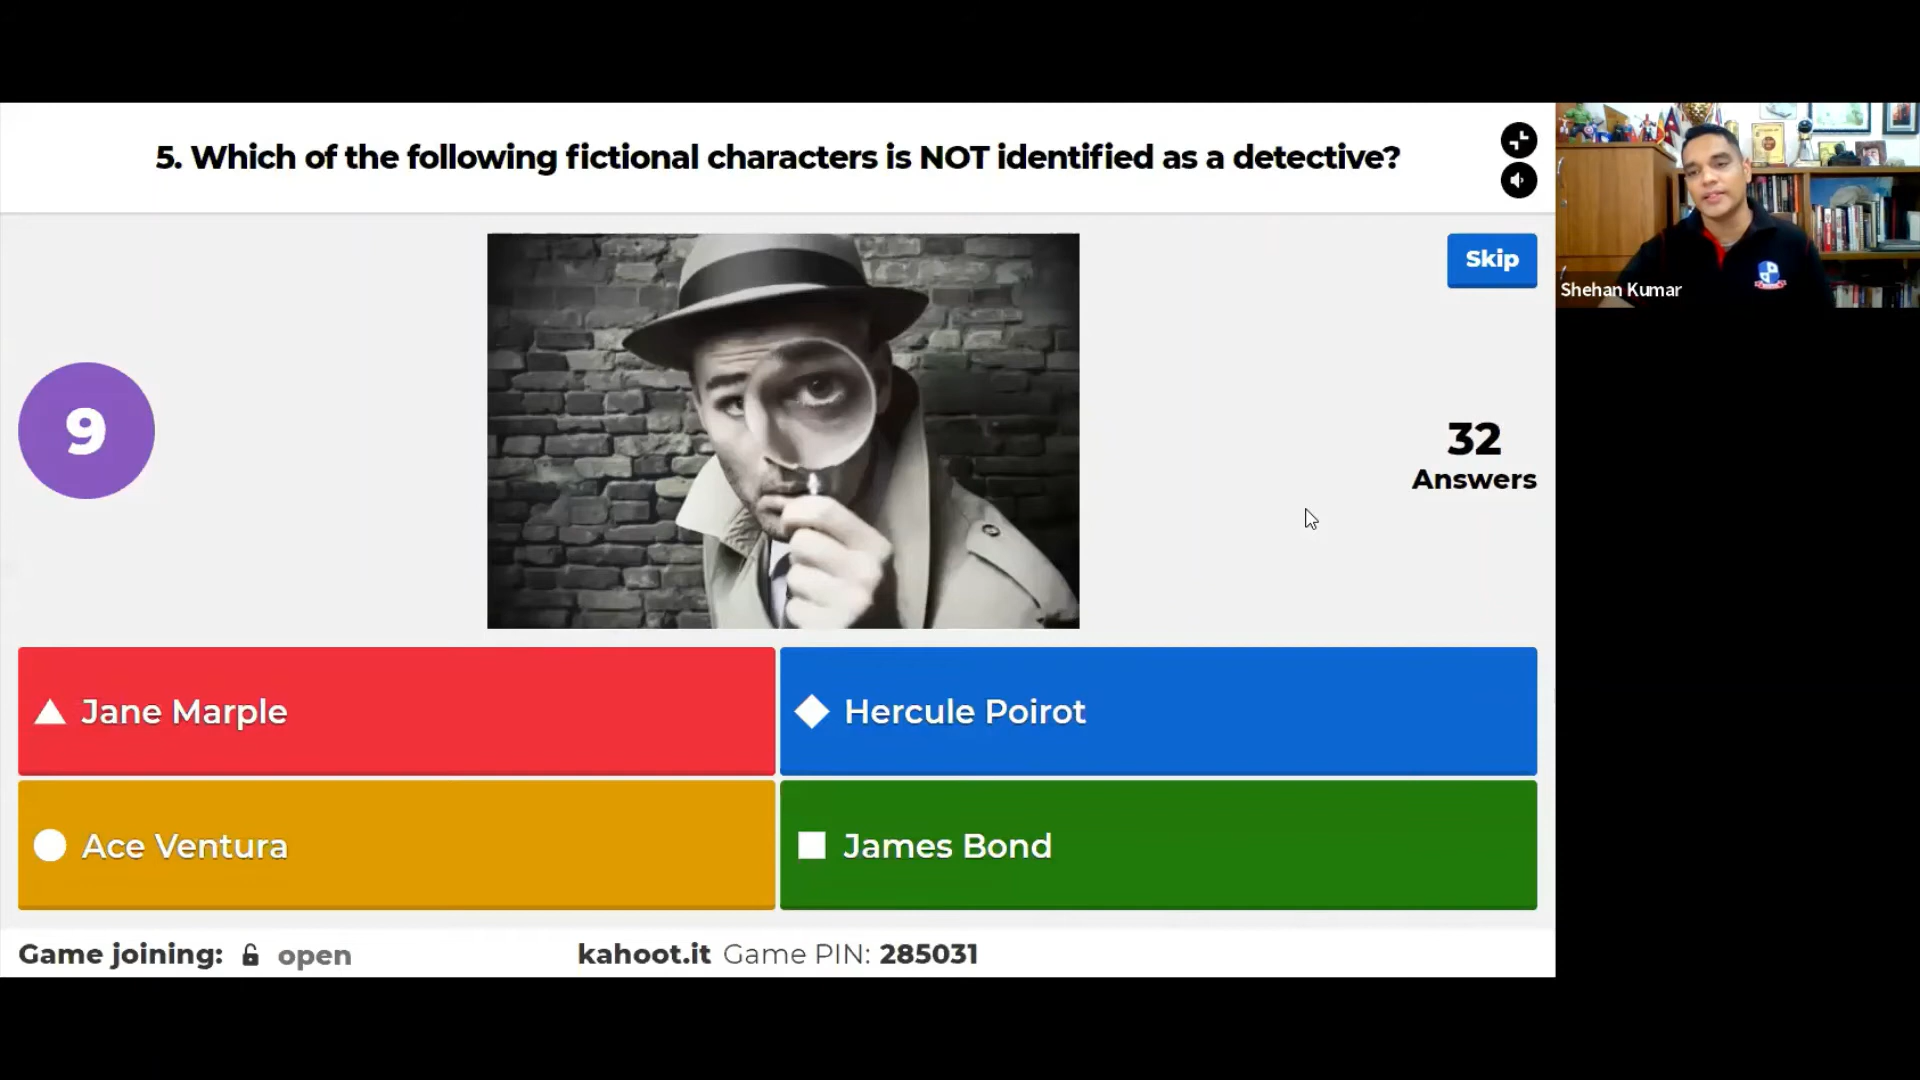 5. Which of the following fictional characters is NOT identified as a detective?
Skip
Shehan Kumar
9
32
Answers
Jane Marple
Hercule Poirot
Ace Ventura
James Bond
Game joining: open
kahoot.it Game PIN: 285031